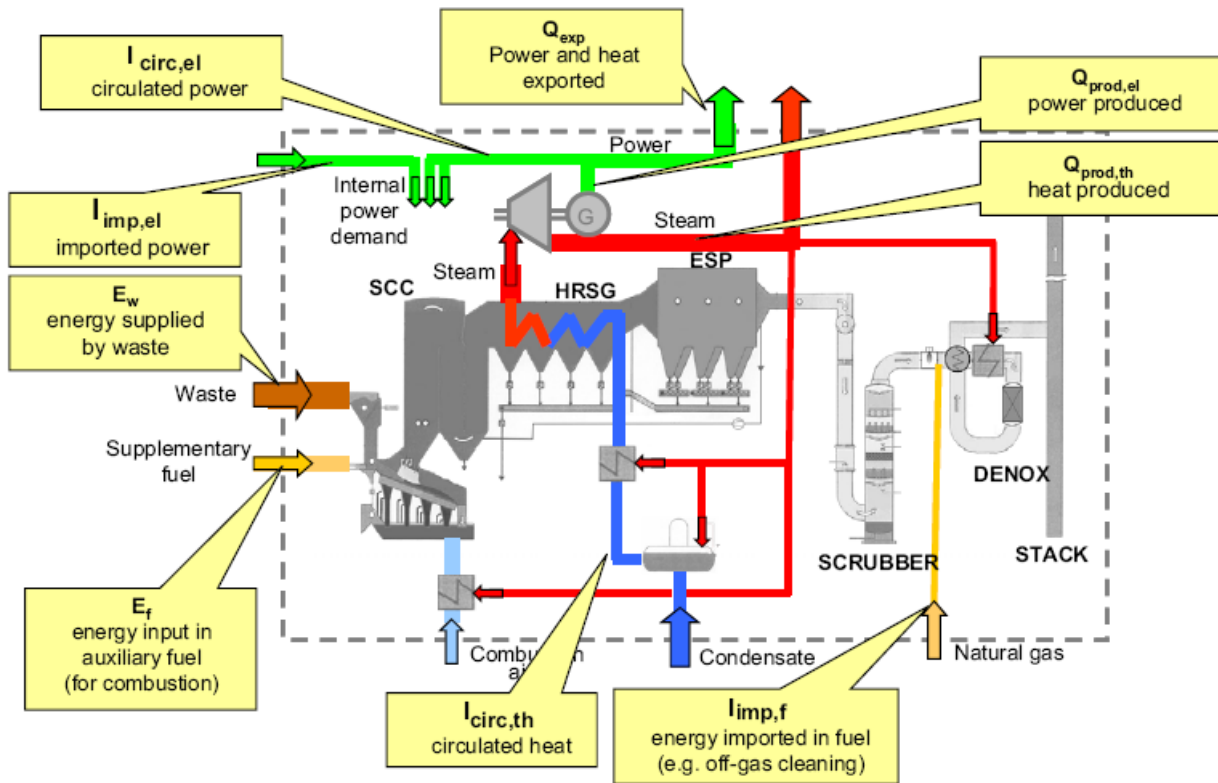 I circ,el
circulated power
Q exp
Power and heat
exported
Q prod,el
power produced
Power
Q prod,th
heat produced
Internal
power
demand
G
I imp,el
imported power
Steam
Steam
ESP
SCC
HRSG
E w
energy supplied
by waste
Waste
Supplementary
fuel
DENOX
SCRUBBER
STACK
E f
energy input in
auxiliary fuel
(for combustion)
Combustion
Condensate
Natural gas
I circ,th
circulated heat
I imp,f
energy imported in fuel
(e.g. off-gas cleaning)